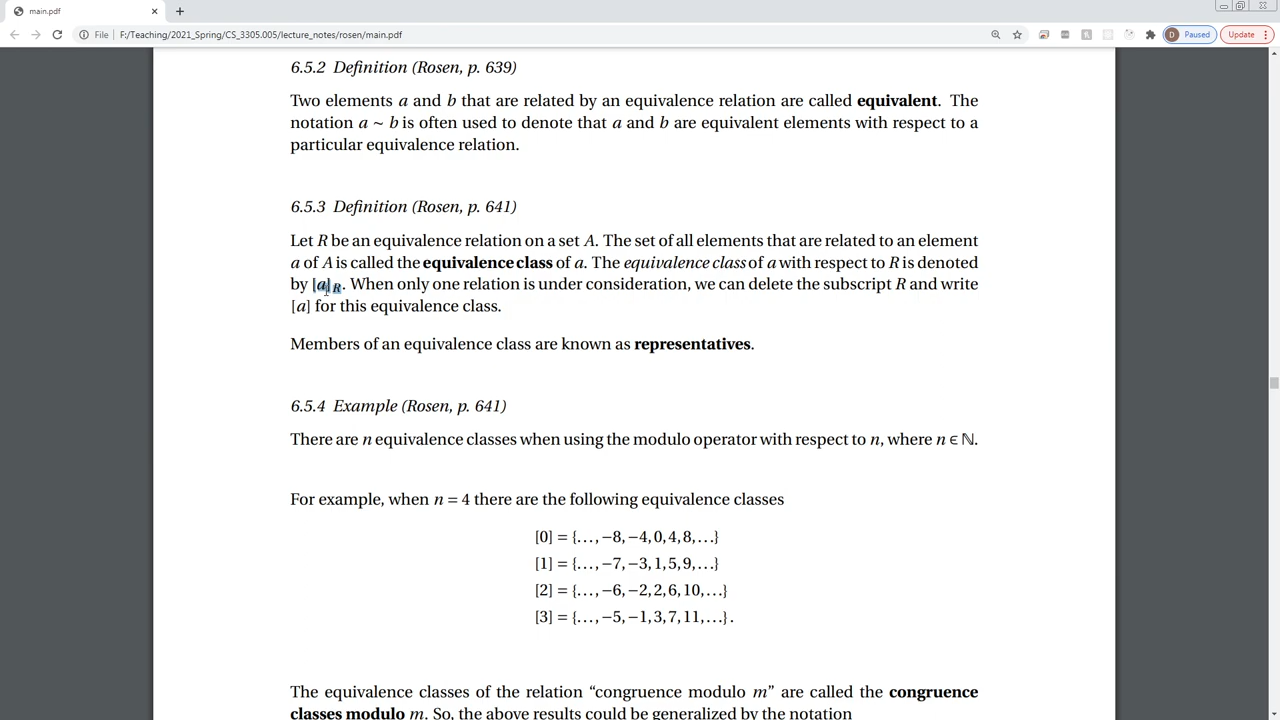 main.pdf
File | F:/Teaching/2021_Spring/CS_3305.005/lecture_notes/rosen/main.pdf
D Paused
Update
6.5.2 Definition (Rosen, p. 639)
Two elements a and b that are related by an equivalence relation are called equivalent. The
notation a ~ b is often used to denote that a and b are equivalent elements with respect to a
particular equivalence relation.
6.5.3 Definition (Rosen, p. 641)
Let R be an equivalence relation on a set A. The set of all elements that are related to an element
a of A is called the equivalence class of a. The equivalence class of a with respect to R is denoted
by [a]R. When only one relation is under consideration, we can delete the subscript R and write
[a] for this equivalence class.
Members of an equivalence class are known as representatives.
6.5.4 Example (Rosen, p. 641)
There are n equivalence classes when using the modulo operator with respect to n, where n ∈ ℕ.
For example, when n = 4 there are the following equivalence classes
[0] = {..., −8, −4, 0, 4, 8, ...}
[1] = {..., −7, −3, 1, 5, 9, ...}
[2] = {..., −6, −2, 2, 6, 10, ...}
[3] = {..., −5, −1, 3, 7, 11, ...}.
The equivalence classes of the relation “congruence modulo m” are called the congruence
classes modulo m. So, the above results could be generalized by the notation